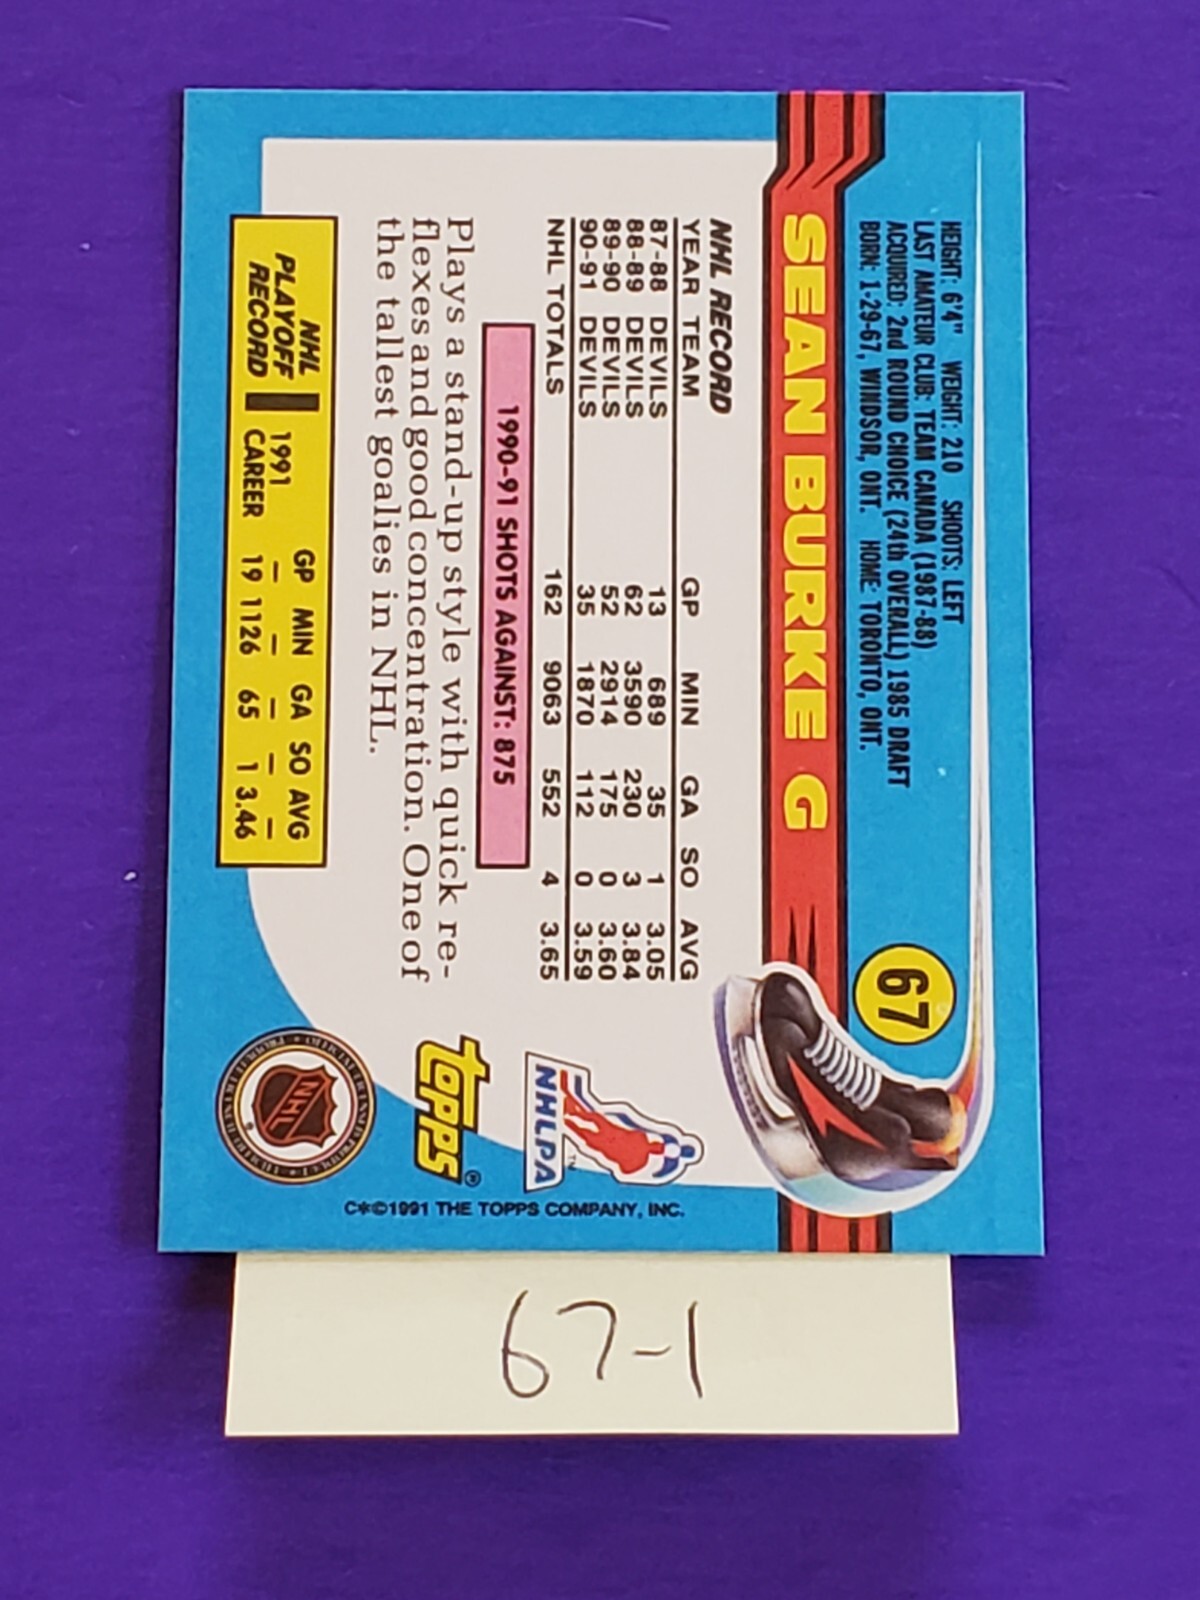 HEIGHT: 6'4" WEIGHT: 210 SHOOTS: LEFT
LAST AMATEUR CLUB: TEAM CANADA (1987-88)
ACQUIRED: 2nd ROUND CHOICE (24th OVERALL) 1985 DRAFT
BORN: 1-29-67, WINDSOR, ONT. HOME: TORONTO, ONT.
67
SEAN BURKE G
NHL RECORD
YEAR TEAM GP MIN GA SO AVG
87-88 DEVILS 13 689 35 1 3.05
88-89 DEVILS 62 3590 230 3 3.84
89-90 DEVILS 52 2914 175 0 3.60
90-91 DEVILS 35 1870 112 0 3.59
NHL TOTALS 162 9063 552 4 3.65
1990-91 SHOTS AGAINST: 875
Plays a stand-up style with quick re-
flexes and good concentration. One of
the tallest goalies in NHL.
NHL
PLAYOFF
RECORD
GP MIN GA SO AVG
1991 – – – – –
CAREER 19 1126 65 1 3.46
NHLPA™
topps®
NHL
®
C*©1991 THE TOPPS COMPANY, INC.
67-1